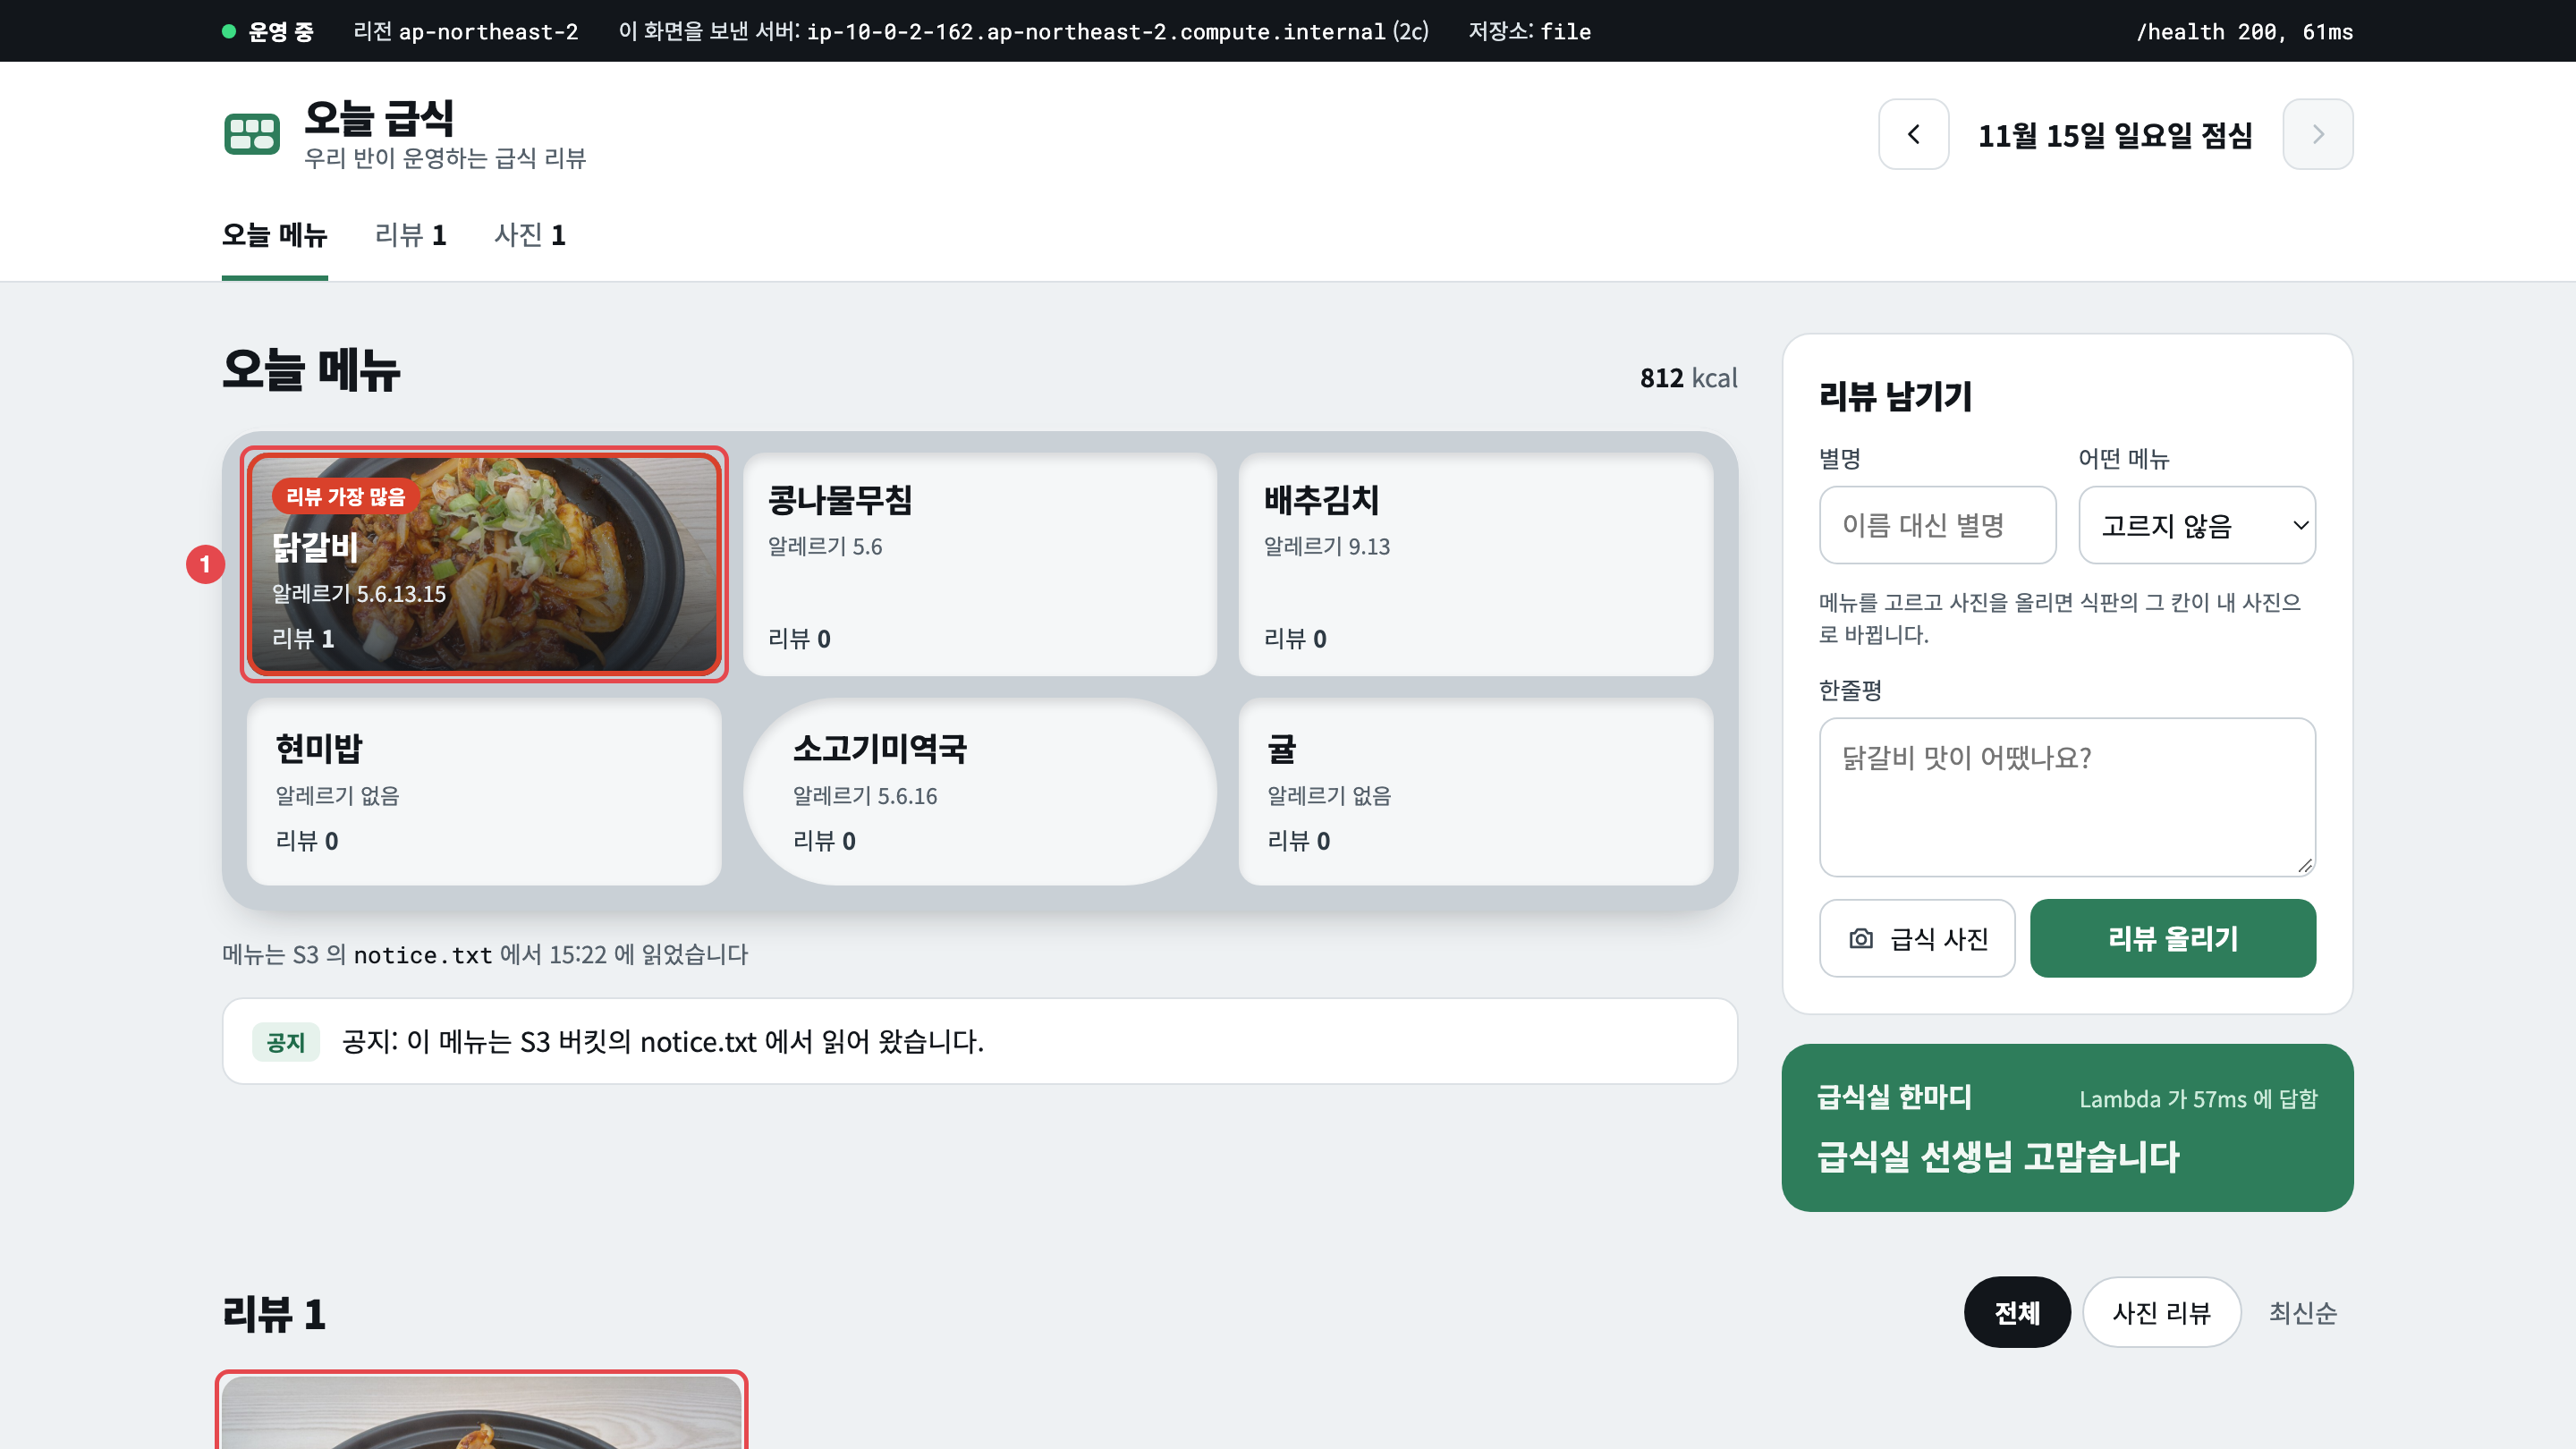 운영 중 리전 ap-northeast-2 이 화면을 보낸 서버: ip-10-0-2-162.ap-northeast-2.compute.internal (2c) 저장소: file /health 200, 61ms
오늘 급식
우리 반이 운영하는 급식 리뷰
11월 15일 일요일 점심
오늘 메뉴 리뷰 1 사진 1
오늘 메뉴
812 kcal
1
리뷰 가장 많음
닭갈비
알레르기 5.6.13.15
리뷰 1
콩나물무침
알레르기 5.6
리뷰 0
배추김치
알레르기 9.13
리뷰 0
현미밥
알레르기 없음
리뷰 0
소고기미역국
알레르기 5.6.16
리뷰 0
귤
알레르기 없음
리뷰 0
메뉴는 S3 의 notice.txt 에서 15:22 에 읽었습니다
공지 공지: 이 메뉴는 S3 버킷의 notice.txt 에서 읽어 왔습니다.
리뷰 남기기
별명 어떤 메뉴
이름 대신 별명 고르지 않음
메뉴를 고르고 사진을 올리면 식판의 그 칸이 내 사진으
로 바뀝니다.
한줄평
닭갈비 맛이 어땠나요?
급식 사진 리뷰 올리기
급식실 한마디 Lambda 가 57ms 에 답함
급식실 선생님 고맙습니다
리뷰 1
전체 사진 리뷰 최신순